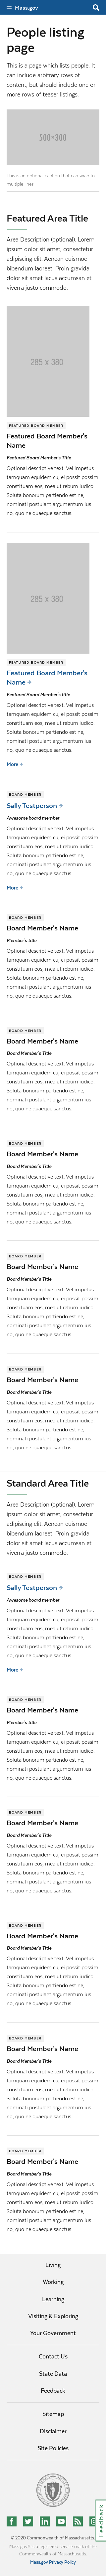 Mass.gov
People listing
page
This is a page which lists people. It
can include arbitrary rows of
content, but should include one or
more rows of teaser listings.
500×300
This is an optional caption that can wrap to
multiple lines.
Featured Area Title
Area Description (optional). Lorem
ipsum dolor sit amet, consectetur
adipiscing elit. Aenean euismod
bibendum laoreet. Proin gravida
dolor sit amet lacus accumsan et
viverra justo commodo.
285 x 380
FEATURED BOARD MEMBER
Featured Board Member's
Name
Featured Board Member's Title
Optional descriptive text. Vel impetus
tamquam equidem cu, ei possit possim
constituam eos, mea ut rebum iudico.
Soluta bonorum partiendo est ne,
nominati postulant argumentum ius
an, quo ne quaeque sanctus.
285 x 380
FEATURED BOARD MEMBER
Featured Board Member's
Name
Featured Board Member's title
Optional descriptive text. Vel impetus
tamquam equidem cu, ei possit possim
constituam eos, mea ut rebum iudico.
Soluta bonorum partiendo est ne,
nominati postulant argumentum ius
an, quo ne quaeque sanctus.
More
BOARD MEMBER
Sally Testperson
Awesome board member
Optional descriptive text. Vel impetus
tamquam equidem cu, ei possit possim
constituam eos, mea ut rebum iudico.
Soluta bonorum partiendo est ne,
nominati postulant argumentum ius
an, quo ne quaeque sanctus.
More
BOARD MEMBER
Board Member's Name
Member's title
Optional descriptive text. Vel impetus
tamquam equidem cu, ei possit possim
constituam eos, mea ut rebum iudico.
Soluta bonorum partiendo est ne,
nominati postulant argumentum ius
an, quo ne quaeque sanctus.
BOARD MEMBER
Board Member's Name
Board Member's Title
Optional descriptive text. Vel impetus
tamquam equidem cu, ei possit possim
constituam eos, mea ut rebum iudico.
Soluta bonorum partiendo est ne,
nominati postulant argumentum ius
an, quo ne quaeque sanctus.
BOARD MEMBER
Board Member's Name
Board Member's Title
Optional descriptive text. Vel impetus
tamquam equidem cu, ei possit possim
constituam eos, mea ut rebum iudico.
Soluta bonorum partiendo est ne,
nominati postulant argumentum ius
an, quo ne quaeque sanctus.
BOARD MEMBER
Board Member's Name
Board Member's Title
Optional descriptive text. Vel impetus
tamquam equidem cu, ei possit possim
constituam eos, mea ut rebum iudico.
Soluta bonorum partiendo est ne,
nominati postulant argumentum ius
an, quo ne quaeque sanctus.
BOARD MEMBER
Board Member's Name
Board Member's Title
Optional descriptive text. Vel impetus
tamquam equidem cu, ei possit possim
constituam eos, mea ut rebum iudico.
Soluta bonorum partiendo est ne,
nominati postulant argumentum ius
an, quo ne quaeque sanctus.
Standard Area Title
Area Description (optional). Lorem
ipsum dolor sit amet, consectetur
adipiscing elit. Aenean euismod
bibendum laoreet. Proin gravida
dolor sit amet lacus accumsan et
viverra justo commodo.
BOARD MEMBER
Sally Testperson
Awesome board member
Optional descriptive text. Vel impetus
tamquam equidem cu, ei possit possim
constituam eos, mea ut rebum iudico.
Soluta bonorum partiendo est ne,
nominati postulant argumentum ius
an, quo ne quaeque sanctus.
More
BOARD MEMBER
Board Member's Name
Member's title
Optional descriptive text. Vel impetus
tamquam equidem cu, ei possit possim
constituam eos, mea ut rebum iudico.
Soluta bonorum partiendo est ne,
nominati postulant argumentum ius
an, quo ne quaeque sanctus.
BOARD MEMBER
Board Member's Name
Board Member's Title
Optional descriptive text. Vel impetus
tamquam equidem cu, ei possit possim
constituam eos, mea ut rebum iudico.
Soluta bonorum partiendo est ne,
nominati postulant argumentum ius
an, quo ne quaeque sanctus.
BOARD MEMBER
Board Member's Name
Board Member's Title
Optional descriptive text. Vel impetus
tamquam equidem cu, ei possit possim
constituam eos, mea ut rebum iudico.
Soluta bonorum partiendo est ne,
nominati postulant argumentum ius
an, quo ne quaeque sanctus.
BOARD MEMBER
Board Member's Name
Board Member's Title
Optional descriptive text. Vel impetus
tamquam equidem cu, ei possit possim
constituam eos, mea ut rebum iudico.
Soluta bonorum partiendo est ne,
nominati postulant argumentum ius
an, quo ne quaeque sanctus.
BOARD MEMBER
Board Member's Name
Board Member's Title
Optional descriptive text. Vel impetus
tamquam equidem cu, ei possit possim
constituam eos, mea ut rebum iudico.
Soluta bonorum partiendo est ne,
nominati postulant argumentum ius
an, quo ne quaeque sanctus.
Living
Working
Learning
Visiting & Exploring
Your Government
Contact Us
State Data
Feedback
Sitemap
Disclaimer
Site Policies
Feedback
© 2020 Commonwealth of Massachusetts.
Mass.gov® is a registered service mark of the
Commonwealth of Massachusetts.
Mass.gov Privacy Policy